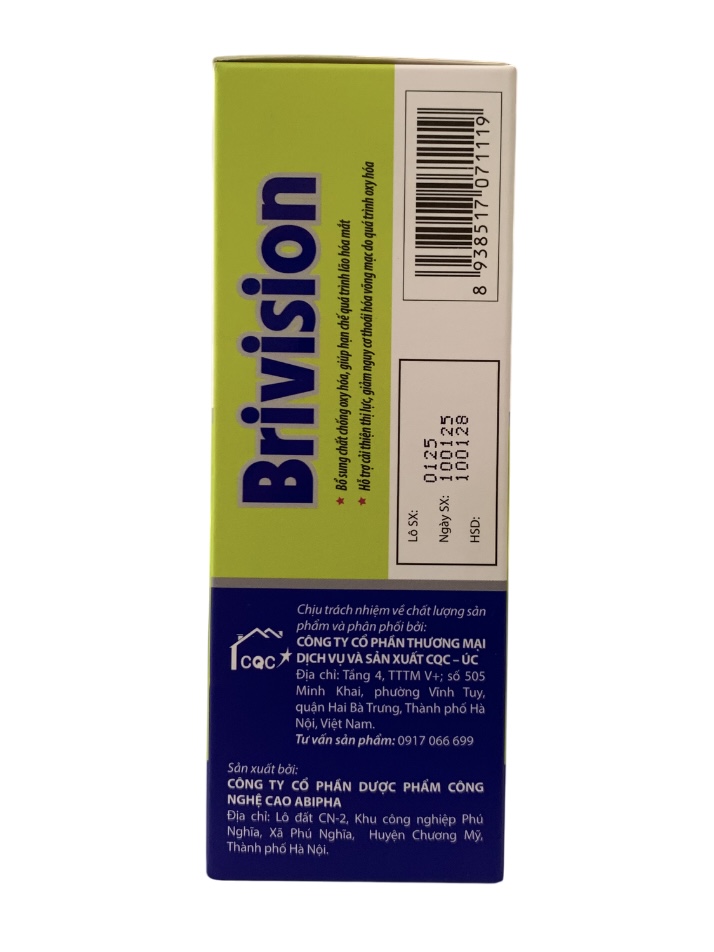 Brivision
★ Bổ sung chất chống oxy hóa, giúp hạn chế quá trình lão hóa mắt
★ Hỗ trợ cải thiện thị lực, giảm nguy cơ thoái hóa võng mạc do quá trình oxy hóa
8 938517 071119
Lô SX: 0125
Ngày SX: 100125
HSD: 100128
CQC
Chịu trách nhiệm về chất lượng sản
phẩm và phân phối bởi:
CÔNG TY CỔ PHẦN THƯƠNG MẠI
DỊCH VỤ VÀ SẢN XUẤT CQC – ÚC
Địa chỉ: Tầng 4, TTTM V+; số 505
Minh Khai, phường Vĩnh Tuy,
quận Hai Bà Trưng, Thành phố Hà
Nội, Việt Nam.
Tư vấn sản phẩm: 0917 066 699
Sản xuất bởi:
CÔNG TY CỔ PHẦN DƯỢC PHẨM CÔNG
NGHỆ CAO ABIPHA
Địa chỉ: Lô đất CN-2, Khu công nghiệp Phú
Nghĩa, Xã Phú Nghĩa, Huyện Chương Mỹ,
Thành phố Hà Nội.